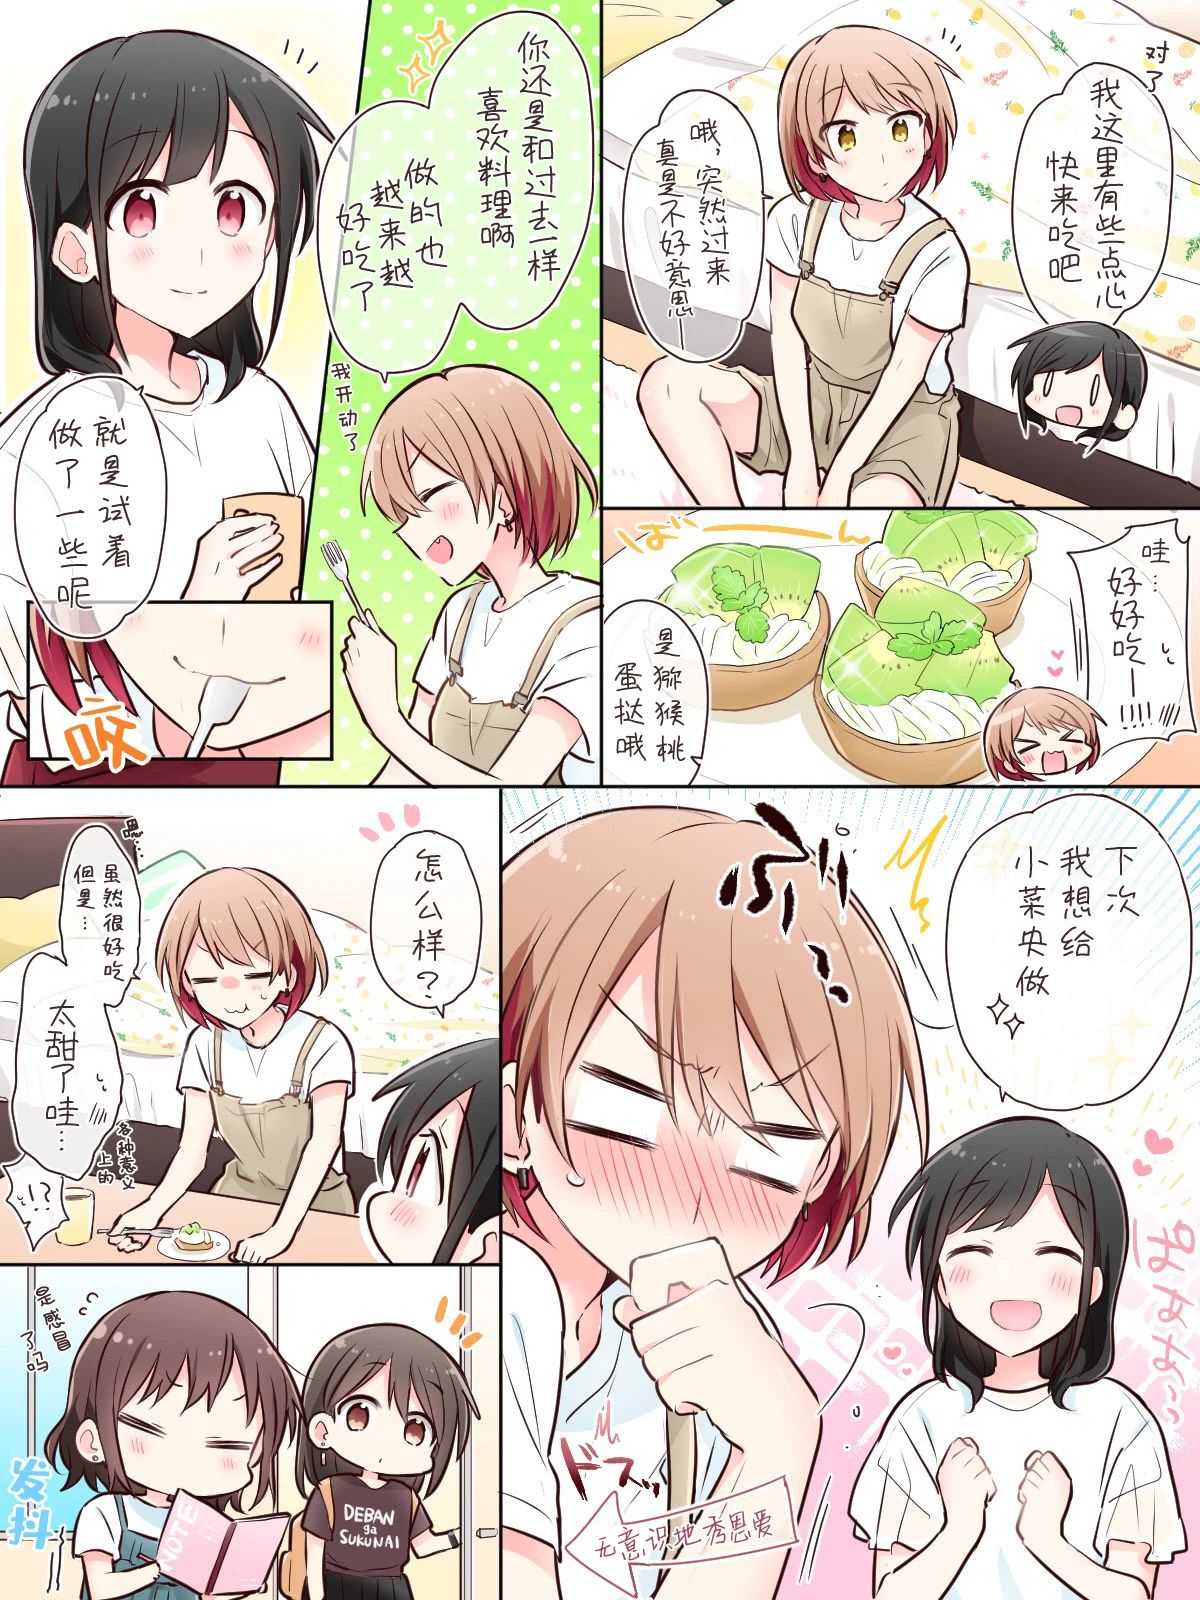 对了
我这里有些点心
快来吃吧
哦，突然过来
真是不好意思—
你还是和过去一样
喜欢料理啊
做的也
越来越
好吃了
我开动了
就是试着
做了一些呢
咬
ばーん
哇…
好好吃—!!!!
是猕猴桃
蛋挞哦
下次
我想给
小菜央做
ぱぁぁぁ
ドスッ
无意识地秀恩爱
怎么样？
嗯…
虽然很好吃
但是…
太甜了哇…
各种意义
上的
!?
是感冒
了吗
发抖
NOTE
DEBAN
ga
SUKUNAI